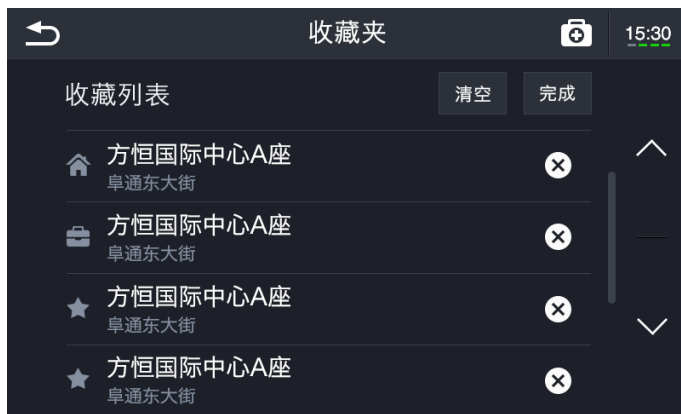 收藏夹
15:30
收藏列表
清空
完成
方恒国际中心A座
阜通东大街
方恒国际中心A座
阜通东大街
方恒国际中心A座
阜通东大街
方恒国际中心A座
阜通东大街